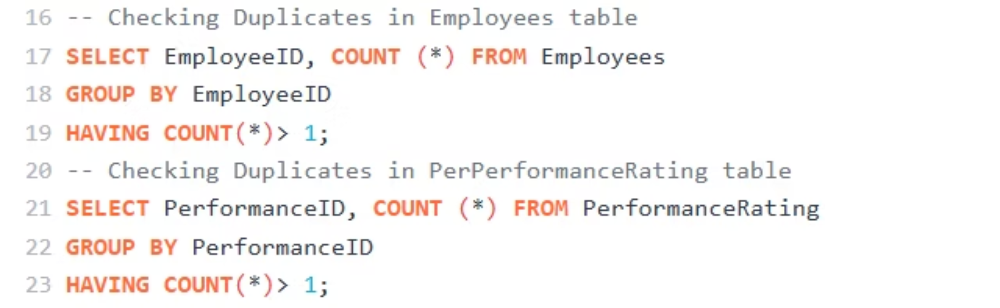 16 -- Checking Duplicates in Employees table
17 SELECT EmployeeID, COUNT (*) FROM Employees
18 GROUP BY EmployeeID
19 HAVING COUNT(*)> 1;
20 -- Checking Duplicates in PerPerformanceRating table
21 SELECT PerformanceID, COUNT (*) FROM PerformanceRating
22 GROUP BY PerformanceID
23 HAVING COUNT(*)> 1;